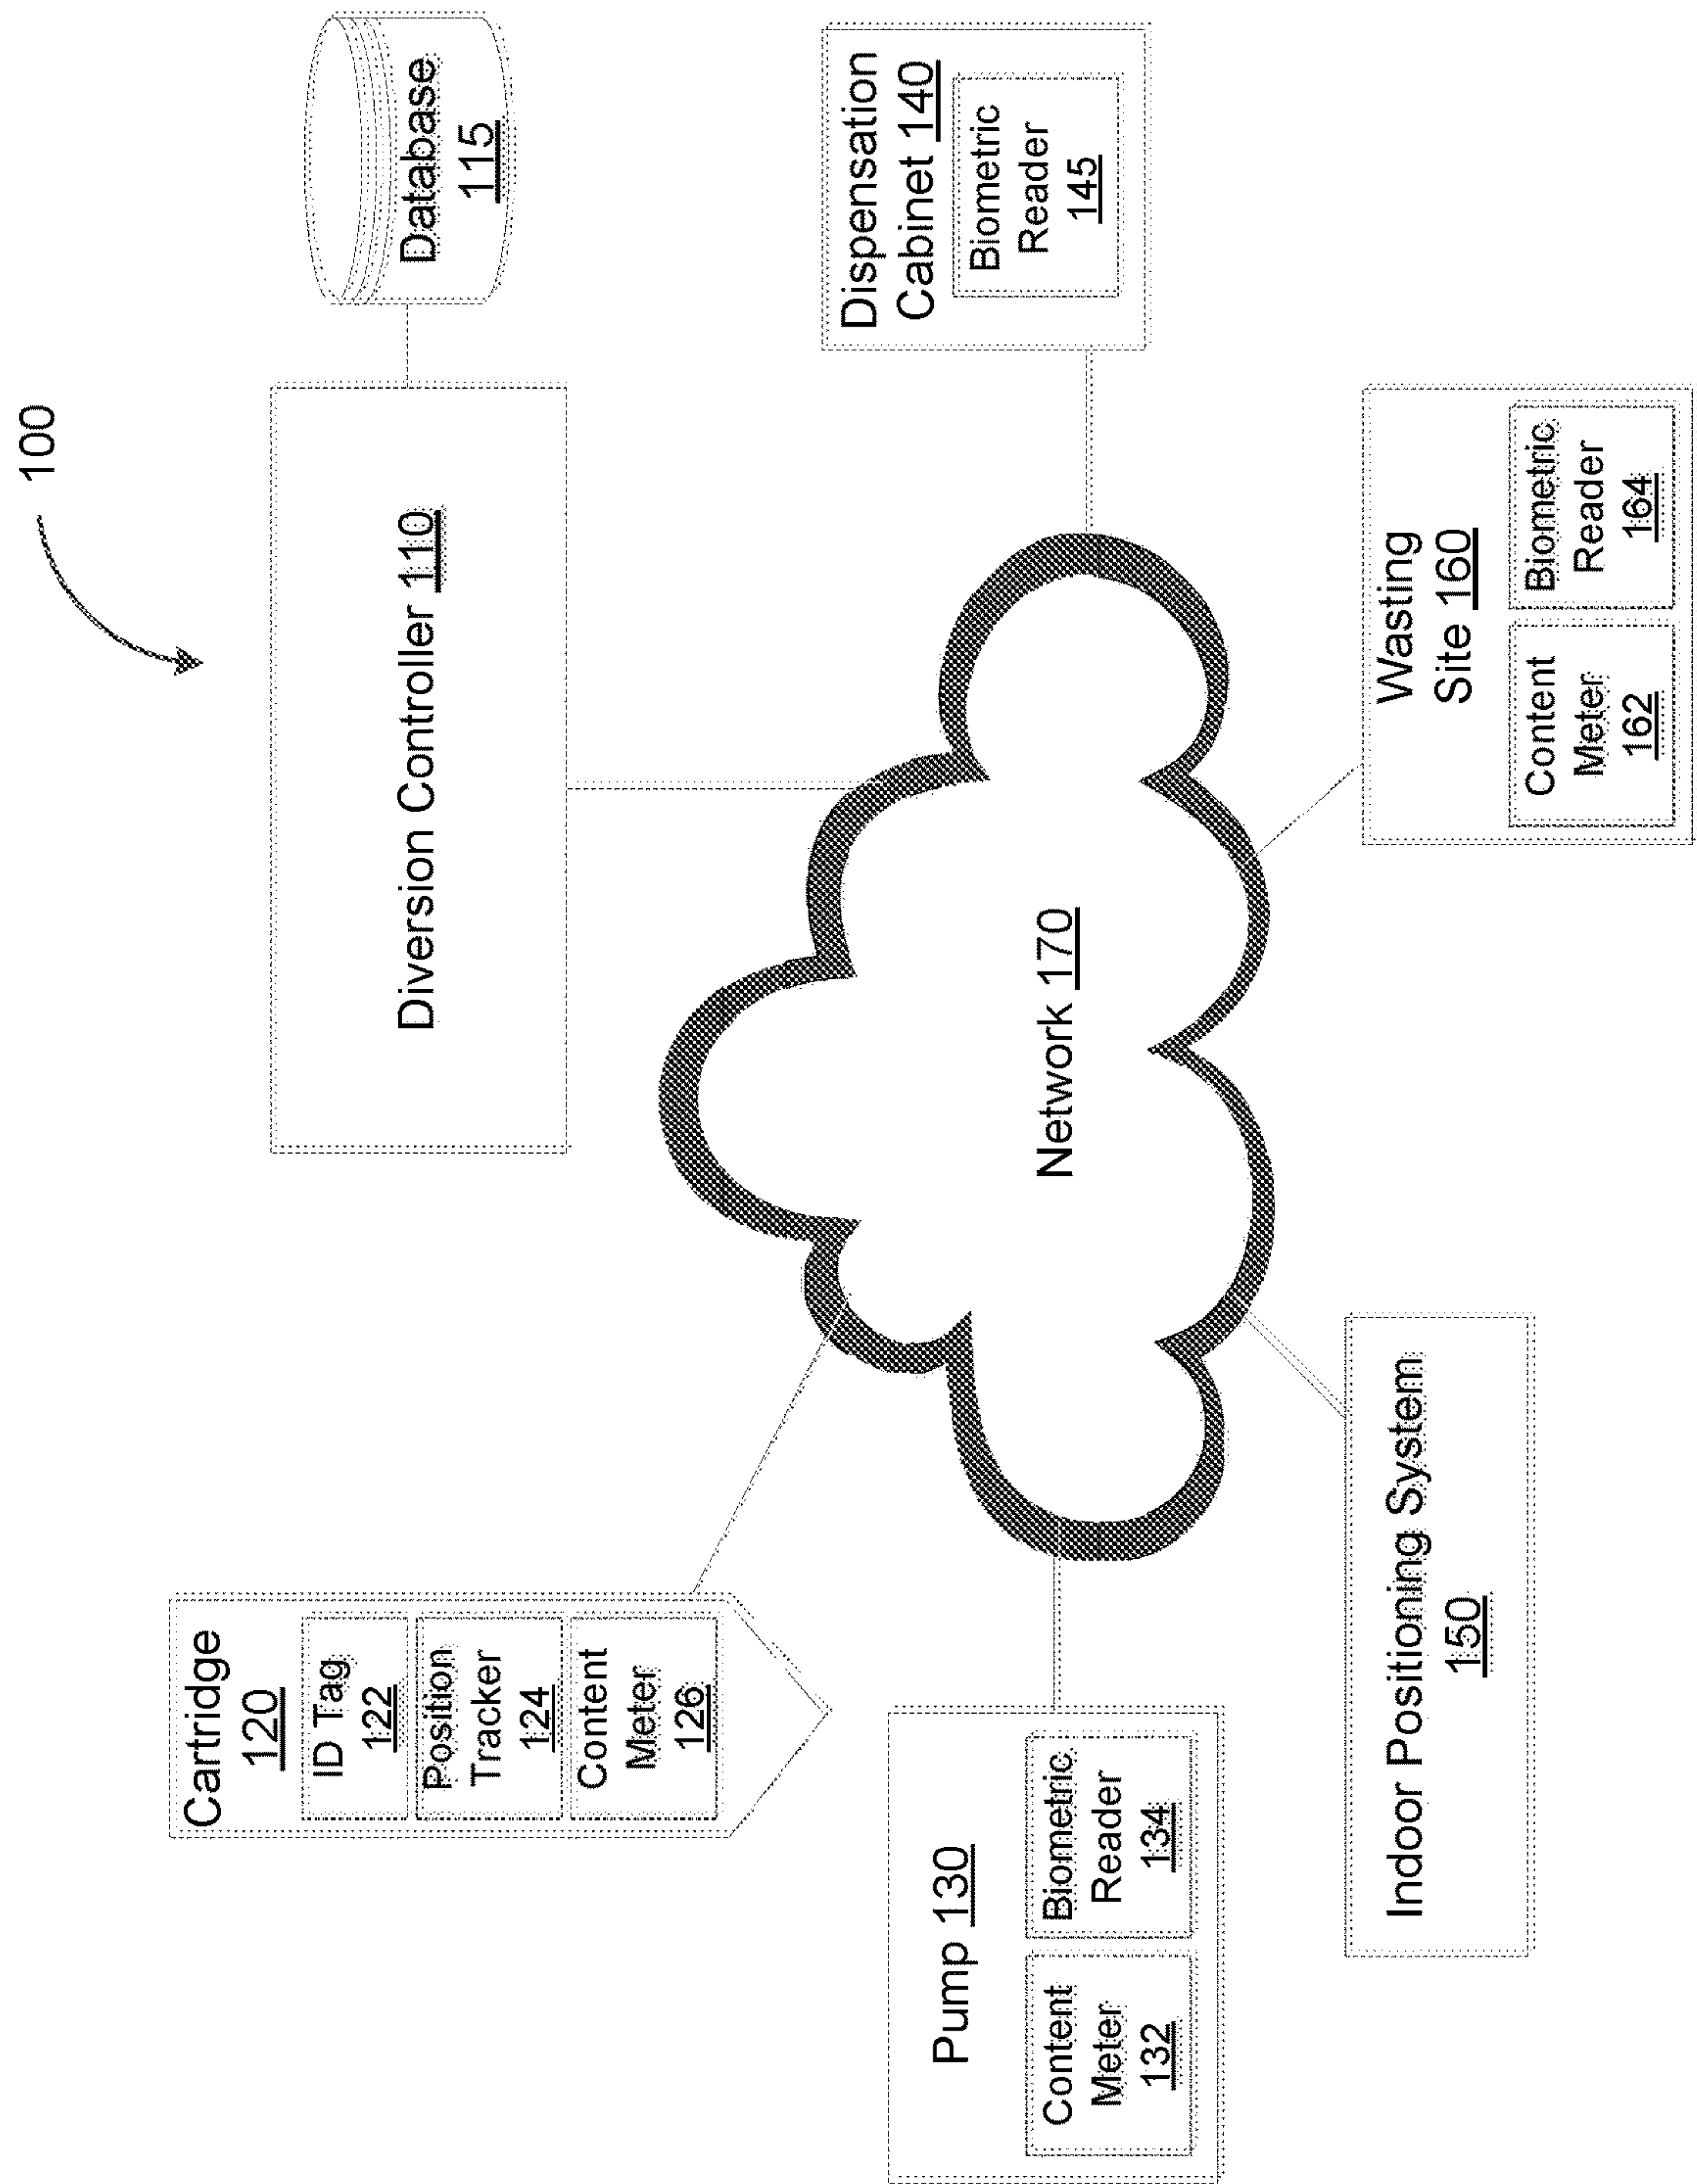 100
Diversion Controller 110
Database
115
Cartridge
120
ID Tag
122
Position
Tracker
124
Content
Meter
126
Pump 130
Content
Meter
132
Biometric
Reader
134
Network 170
Dispensation
Cabinet 140
Biometric
Reader
145
Indoor Positioning System
150
Wasting
Site 160
Content
Meter
162
Biometric
Reader
164